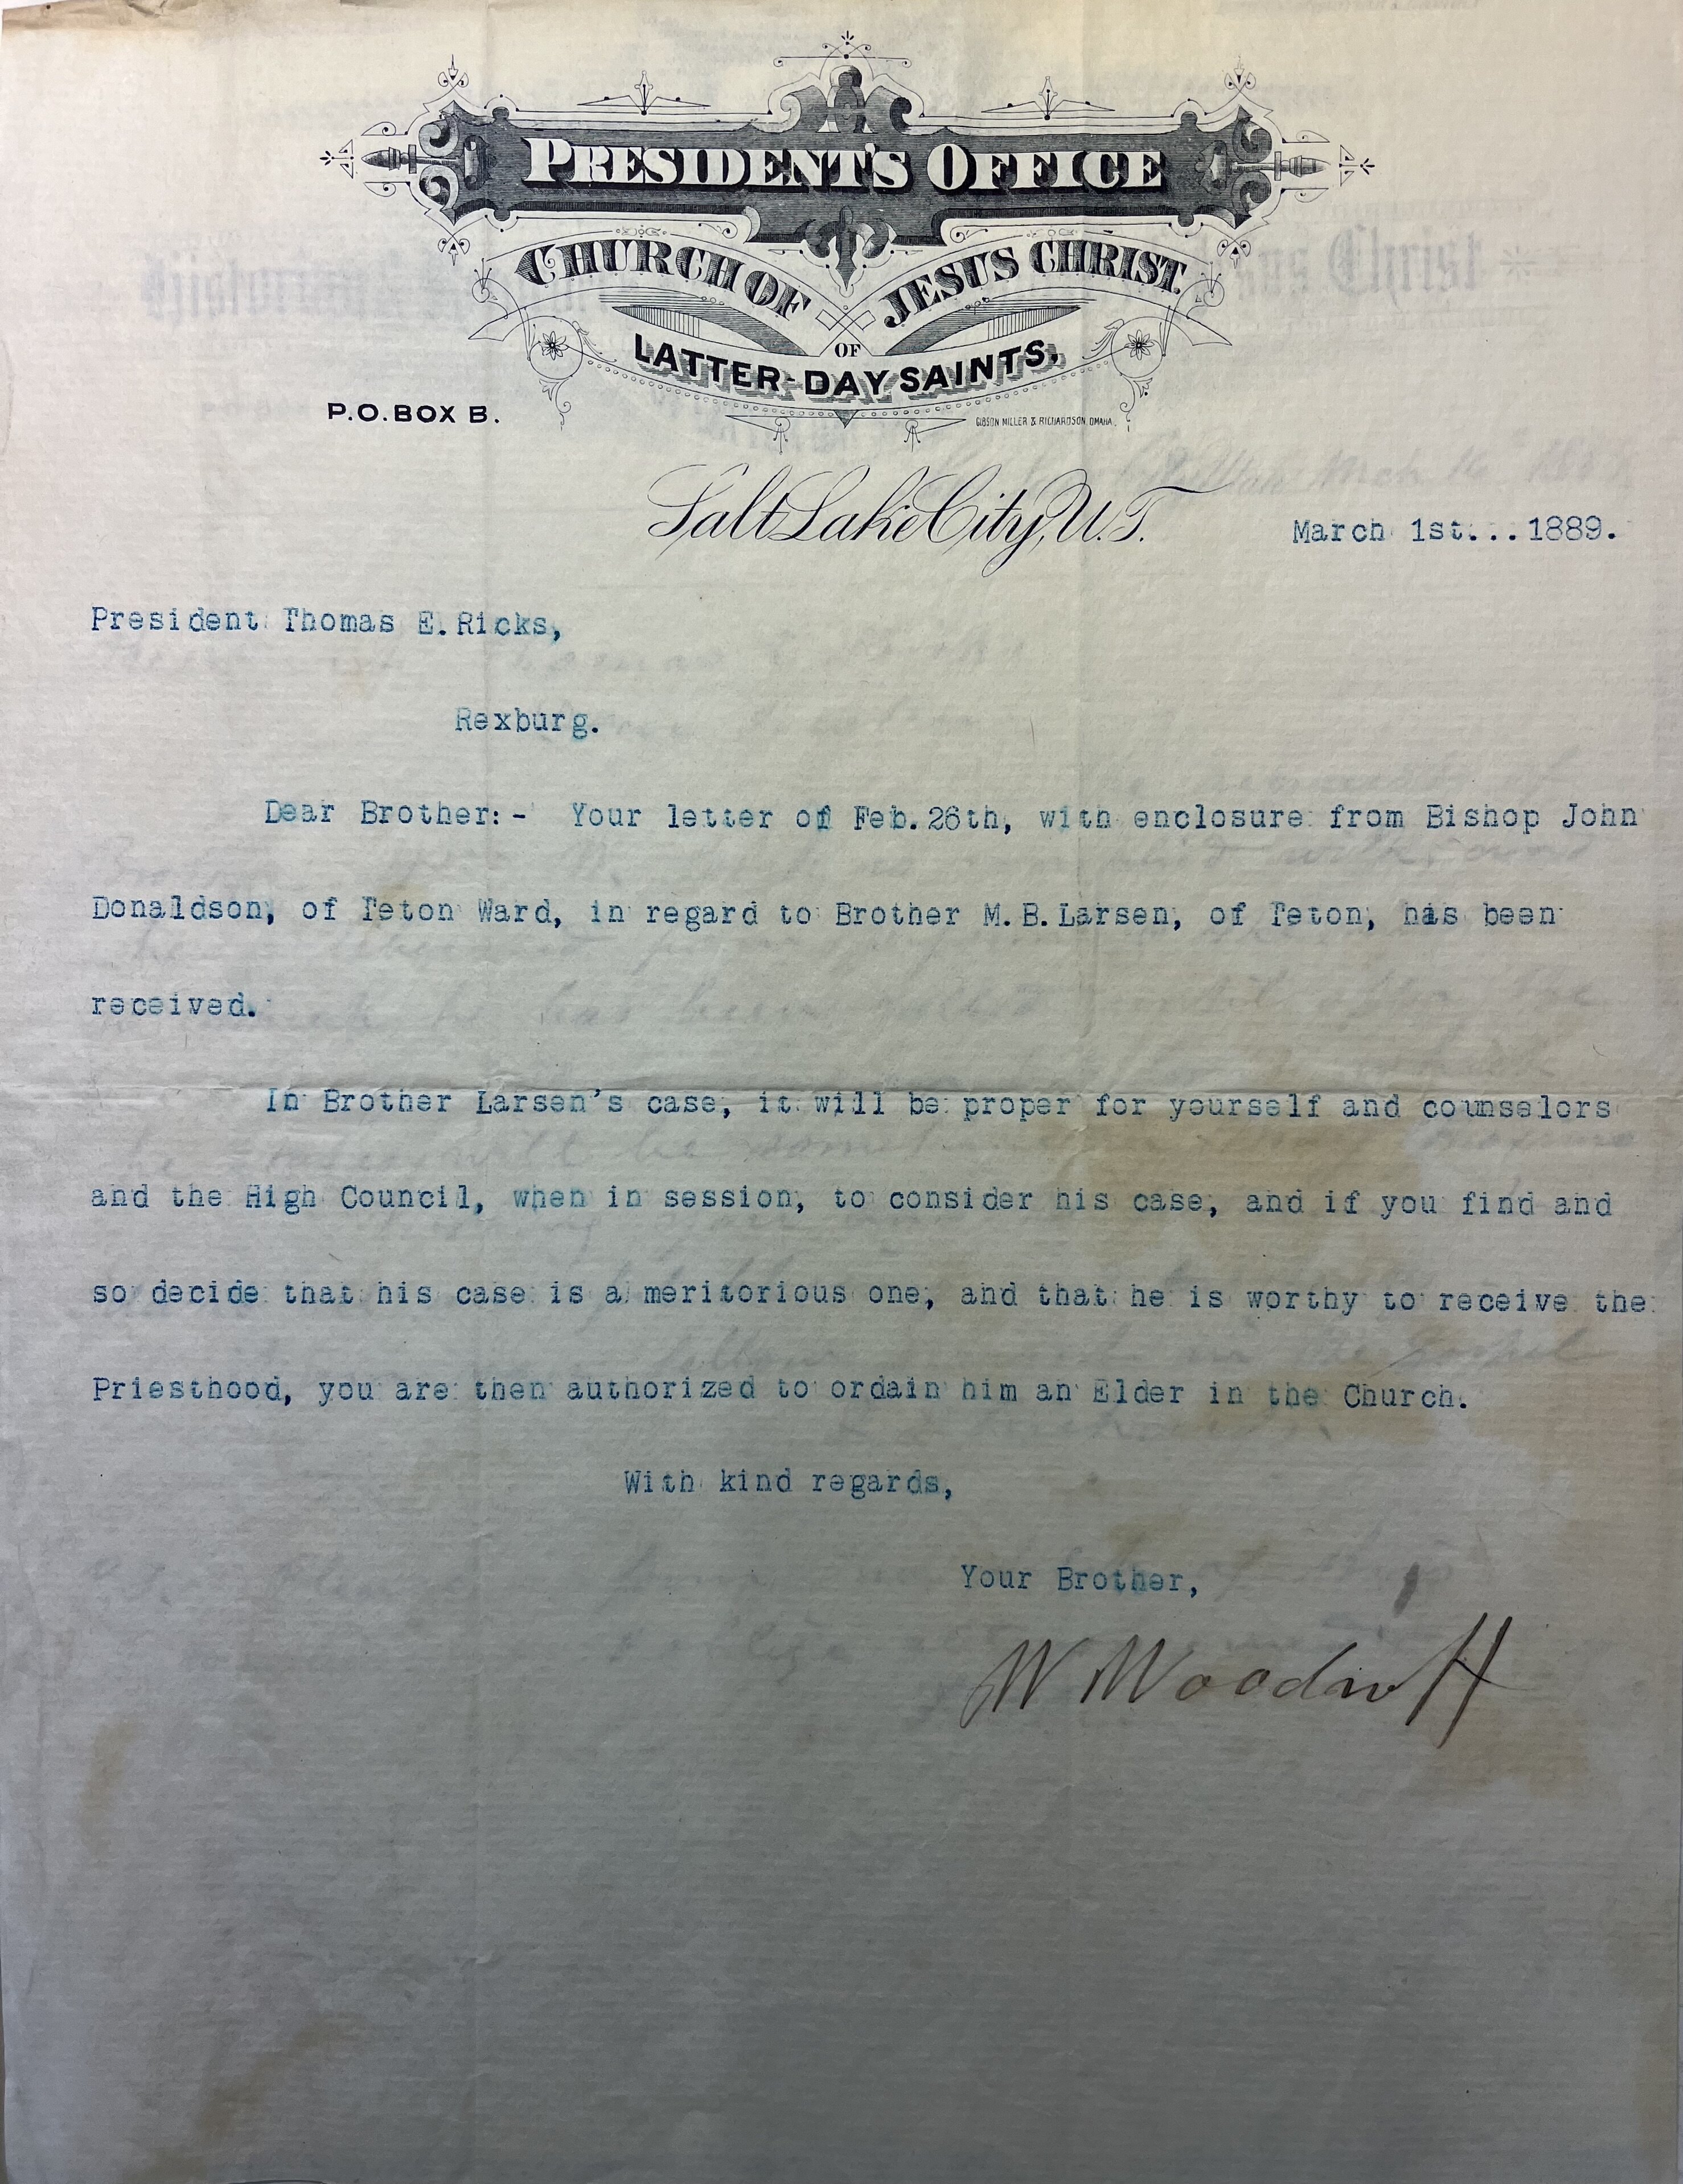 PRESIDENT'S OFFICE
CHURCH OF JESUS CHRIST.
OF
LATTER-DAY SAINTS.
P.O. BOX B.
GIBSON MILLER & RICHARDSON, OMAHA.
Salt Lake City, U.T. March 1st...1889.
President Thomas E. Ricks,
Rexburg.
Dear Brother:- Your letter of Feb. 26th, with enclosure from Bishop John
Donaldson, of Teton Ward, in regard to Brother M. B. Larsen, of Teton, has been
received.
In Brother Larsen's case, it will be proper for yourself and counselors
and the High Council, when in session, to consider his case, and if you find and
so decide that his case is a meritorious one, and that he is worthy to receive the
Priesthood, you are then authorized to ordain him an Elder in the Church.
With kind regards,
Your Brother,
W Woodruff